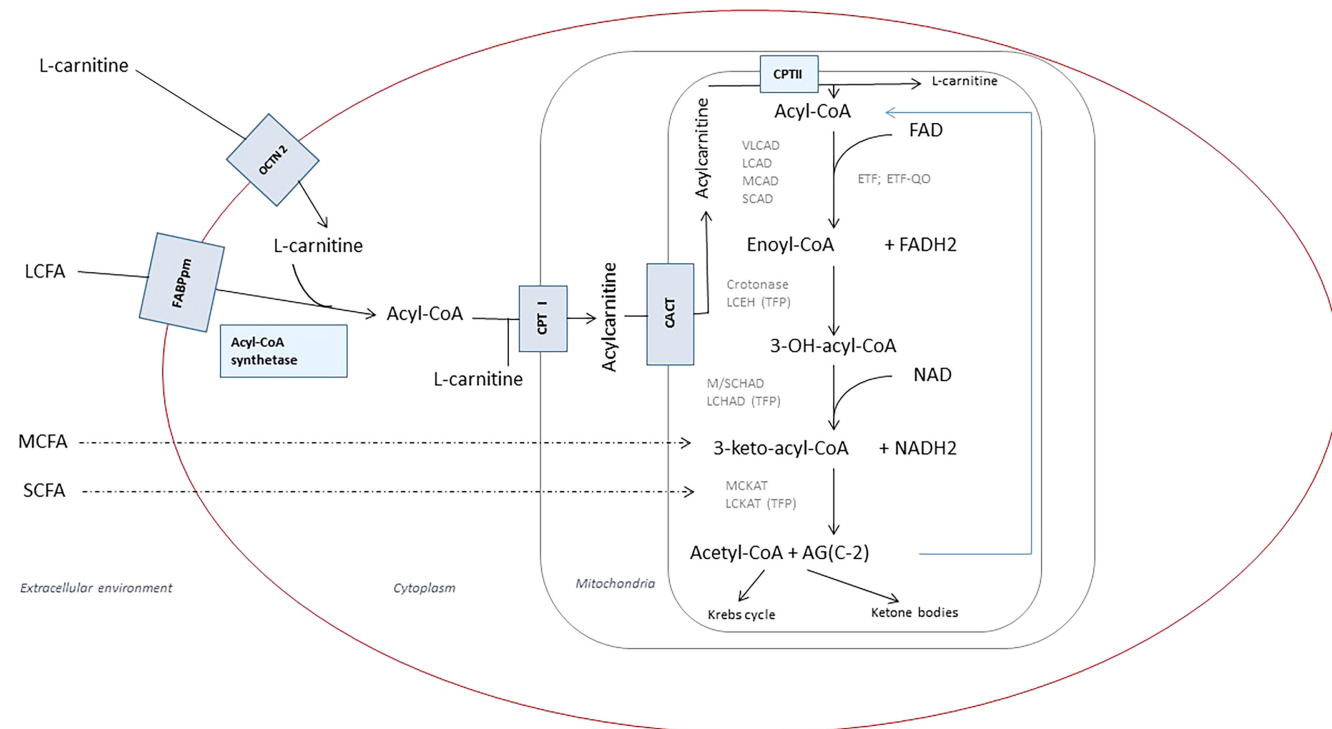 L-carnitine
OCTN 2
L-carnitine
LCFA
FABPpm
Acyl-CoA
synthetase
Acyl-CoA
L-carnitine
CPT I
Acylcarnitine
CACT
Acylcarnitine
CPTII
L-carnitine
Acyl-CoA
FAD
VLCAD
LCAD
MCAD
SCAD
ETF; ETF-QO
Enoyl-CoA + FADH2
Crotonase
LCEH (TFP)
3-OH-acyl-CoA
M/SCHAD
LCHAD (TFP)
NAD
MCFA
3-keto-acyl-CoA + NADH2
SCFA
MCKAT
LCKAT (TFP)
Acetyl-CoA + AG(C-2)
Krebs cycle
Ketone bodies
Extracellular environment
Cytoplasm
Mitochondria